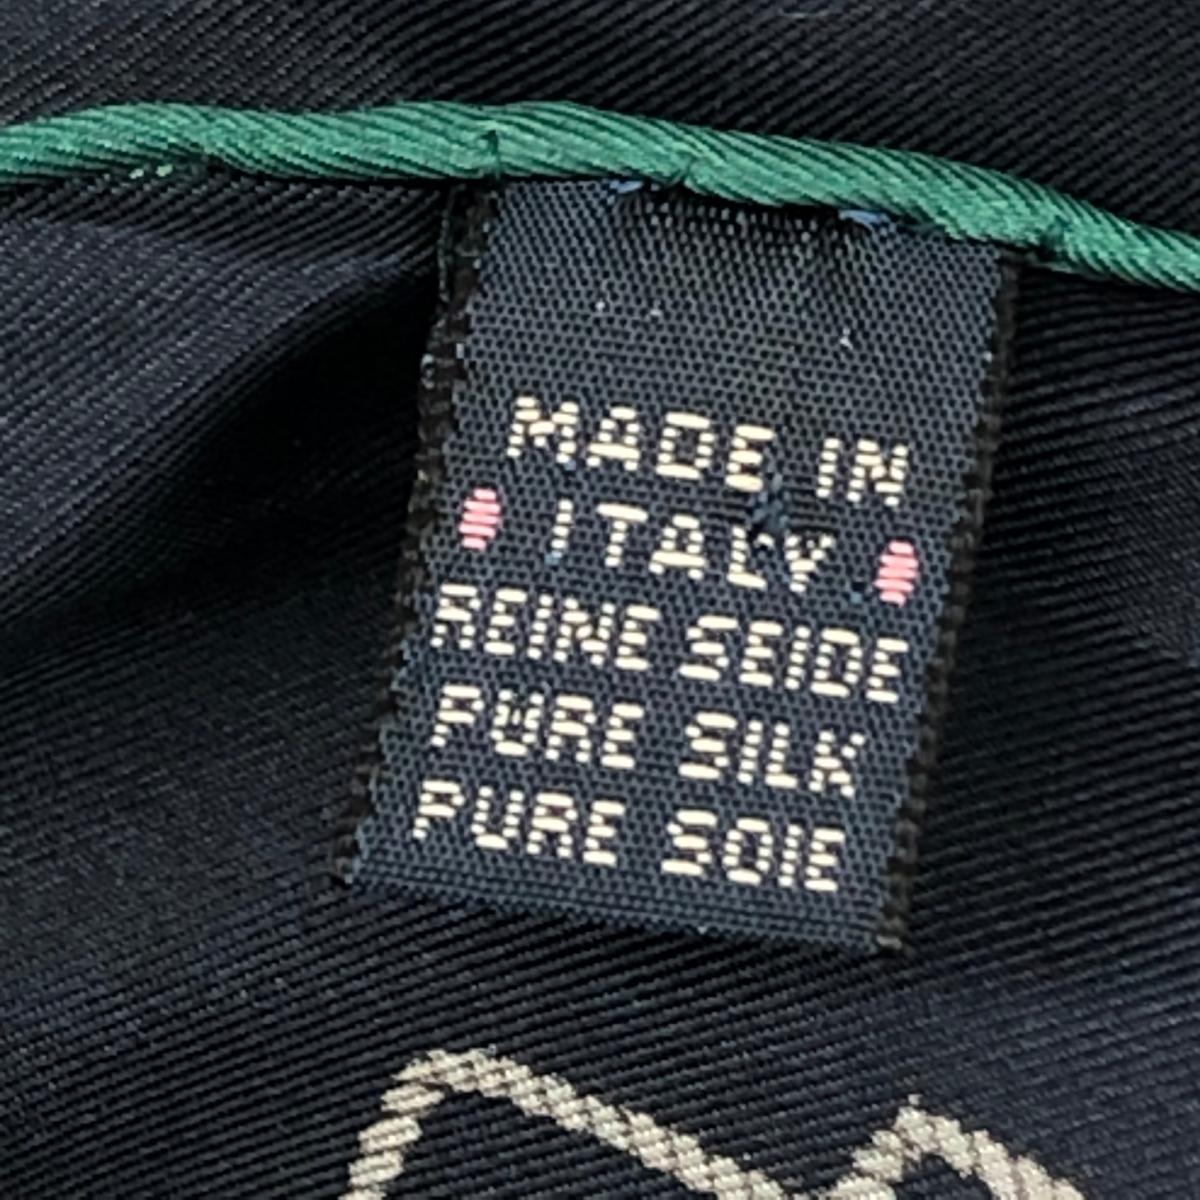 MADE IN
ITALY
REINE SEIDE
PURE SILK
PURE SOIE